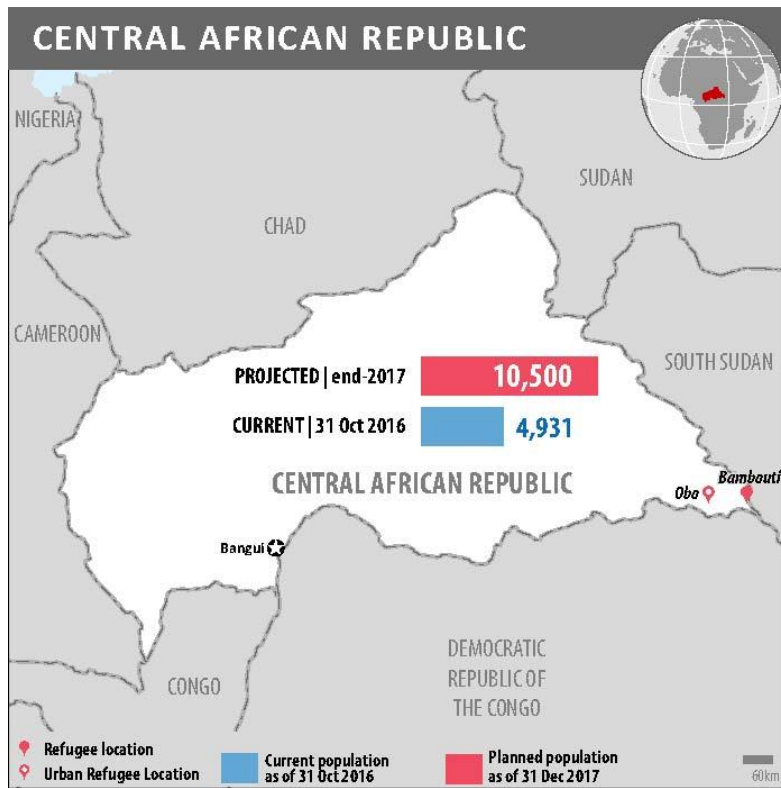 CENTRAL AFRICAN REPUBLIC
NIGERIA
SUDAN
CHAD
CAMEROON
SOUTH SUDAN
PROJECTED | end-2017
10,500
CURRENT | 31 Oct 2016
4,931
CENTRAL AFRICAN REPUBLIC
Bambouti
Obo
Bangui
DEMOCRATIC
REPUBLIC OF
THE CONGO
CONGO
Refugee location
Urban Refugee Location
Current population
as of 31 Oct 2016
Planned population
as of 31 Dec 2017
60km